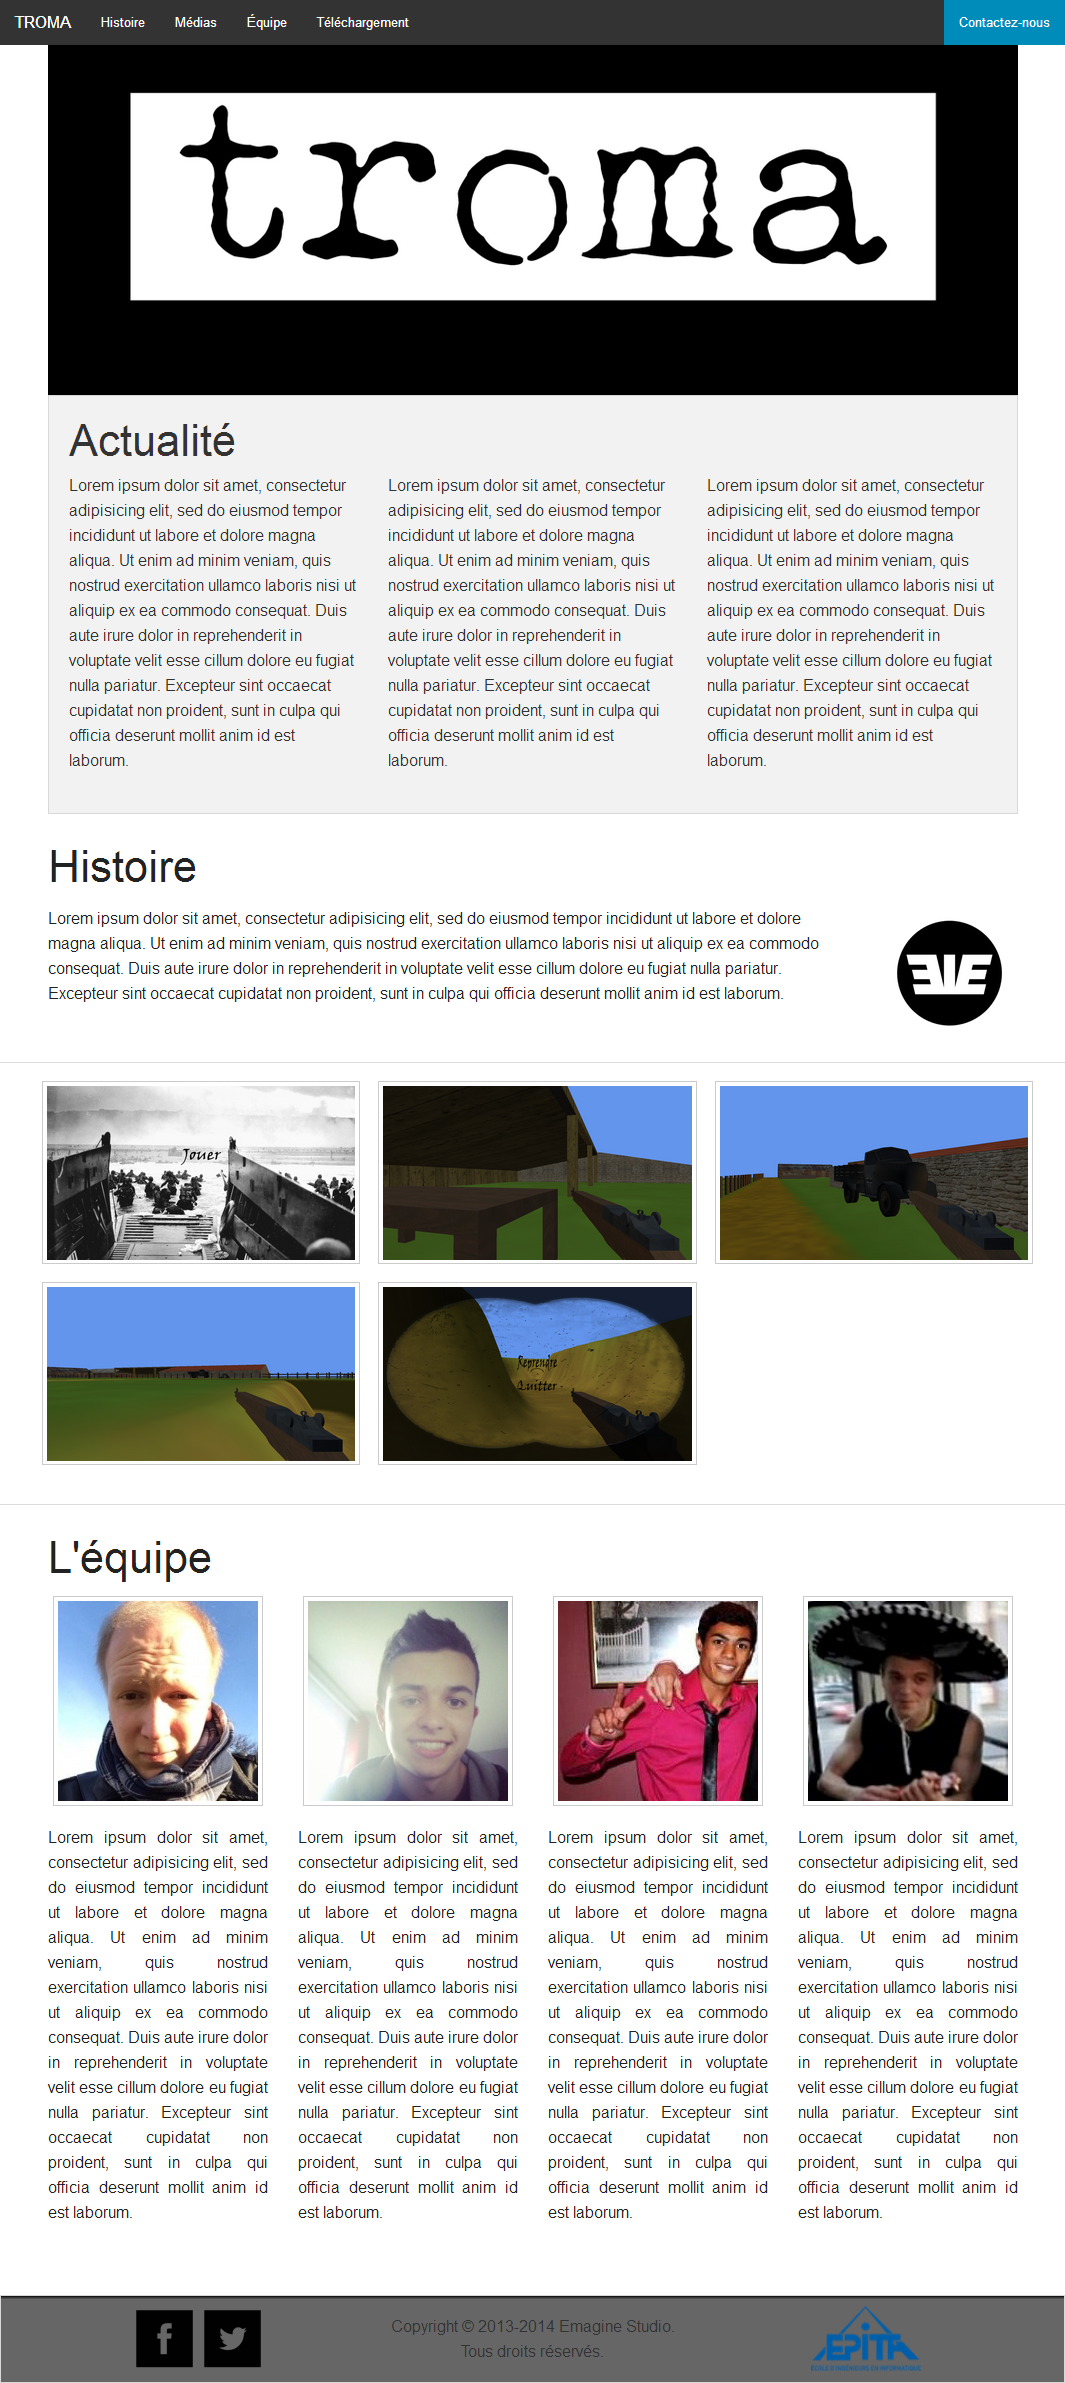 TROMA Histoire Médias Équipe Téléchargement Contactez-nous
troma
Actualité
Lorem ipsum dolor sit amet, consectetur
adipisicing elit, sed do eiusmod tempor
incididunt ut labore et dolore magna
aliqua. Ut enim ad minim veniam, quis
nostrud exercitation ullamco laboris nisi ut
aliquip ex ea commodo consequat. Duis
aute irure dolor in reprehenderit in
voluptate velit esse cillum dolore eu fugiat
nulla pariatur. Excepteur sint occaecat
cupidatat non proident, sunt in culpa qui
officia deserunt mollit anim id est
laborum.
Lorem ipsum dolor sit amet, consectetur
adipisicing elit, sed do eiusmod tempor
incididunt ut labore et dolore magna
aliqua. Ut enim ad minim veniam, quis
nostrud exercitation ullamco laboris nisi ut
aliquip ex ea commodo consequat. Duis
aute irure dolor in reprehenderit in
voluptate velit esse cillum dolore eu fugiat
nulla pariatur. Excepteur sint occaecat
cupidatat non proident, sunt in culpa qui
officia deserunt mollit anim id est
laborum.
Lorem ipsum dolor sit amet, consectetur
adipisicing elit, sed do eiusmod tempor
incididunt ut labore et dolore magna
aliqua. Ut enim ad minim veniam, quis
nostrud exercitation ullamco laboris nisi ut
aliquip ex ea commodo consequat. Duis
aute irure dolor in reprehenderit in
voluptate velit esse cillum dolore eu fugiat
nulla pariatur. Excepteur sint occaecat
cupidatat non proident, sunt in culpa qui
officia deserunt mollit anim id est
laborum.
Histoire
Lorem ipsum dolor sit amet, consectetur adipisicing elit, sed do eiusmod tempor incididunt ut labore et dolore
magna aliqua. Ut enim ad minim veniam, quis nostrud exercitation ullamco laboris nisi ut aliquip ex ea commodo
consequat. Duis aute irure dolor in reprehenderit in voluptate velit esse cillum dolore eu fugiat nulla pariatur.
Excepteur sint occaecat cupidatat non proident, sunt in culpa qui officia deserunt mollit anim id est laborum.
Jouer
Reprendre
Quitter
L'équipe
Lorem ipsum dolor sit amet,
consectetur adipisicing elit, sed
do eiusmod tempor incididunt
ut labore et dolore magna
aliqua. Ut enim ad minim
veniam, quis nostrud
exercitation ullamco laboris nisi
ut aliquip ex ea commodo
consequat. Duis aute irure dolor
in reprehenderit in voluptate
velit esse cillum dolore eu fugiat
nulla pariatur. Excepteur sint
occaecat cupidatat non
proident, sunt in culpa qui
officia deserunt mollit anim id
est laborum.
Lorem ipsum dolor sit amet,
consectetur adipisicing elit, sed
do eiusmod tempor incididunt
ut labore et dolore magna
aliqua. Ut enim ad minim
veniam, quis nostrud
exercitation ullamco laboris nisi
ut aliquip ex ea commodo
consequat. Duis aute irure dolor
in reprehenderit in voluptate
velit esse cillum dolore eu fugiat
nulla pariatur. Excepteur sint
occaecat cupidatat non
proident, sunt in culpa qui
officia deserunt mollit anim id
est laborum.
Lorem ipsum dolor sit amet,
consectetur adipisicing elit, sed
do eiusmod tempor incididunt
ut labore et dolore magna
aliqua. Ut enim ad minim
veniam, quis nostrud
exercitation ullamco laboris nisi
ut aliquip ex ea commodo
consequat. Duis aute irure dolor
in reprehenderit in voluptate
velit esse cillum dolore eu fugiat
nulla pariatur. Excepteur sint
occaecat cupidatat non
proident, sunt in culpa qui
officia deserunt mollit anim id
est laborum.
Lorem ipsum dolor sit amet,
consectetur adipisicing elit, sed
do eiusmod tempor incididunt
ut labore et dolore magna
aliqua. Ut enim ad minim
veniam, quis nostrud
exercitation ullamco laboris nisi
ut aliquip ex ea commodo
consequat. Duis aute irure dolor
in reprehenderit in voluptate
velit esse cillum dolore eu fugiat
nulla pariatur. Excepteur sint
occaecat cupidatat non
proident, sunt in culpa qui
officia deserunt mollit anim id
est laborum.
Copyright © 2013-2014 Emagine Studio.
Tous droits réservés.
EPITA
ÉCOLE D'INGÉNIEURS EN INFORMATIQUE